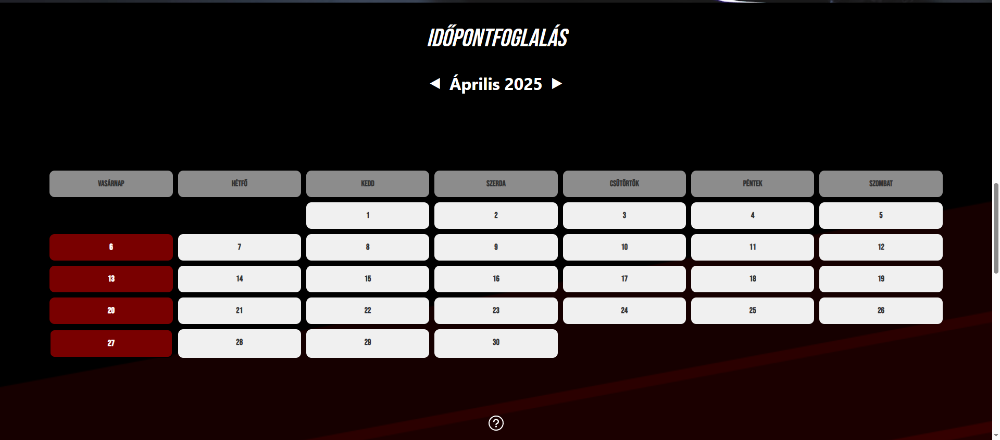 IDŐPONTFOGLALÁS
◀ Április 2025 ▶
VASÁRNAP HÉTFŐ KEDD SZERDA CSÜTÖRTÖK PÉNTEK SZOMBAT
1 2 3 4 5
6 7 8 9 10 11 12
13 14 15 16 17 18 19
20 21 22 23 24 25 26
27 28 29 30
?